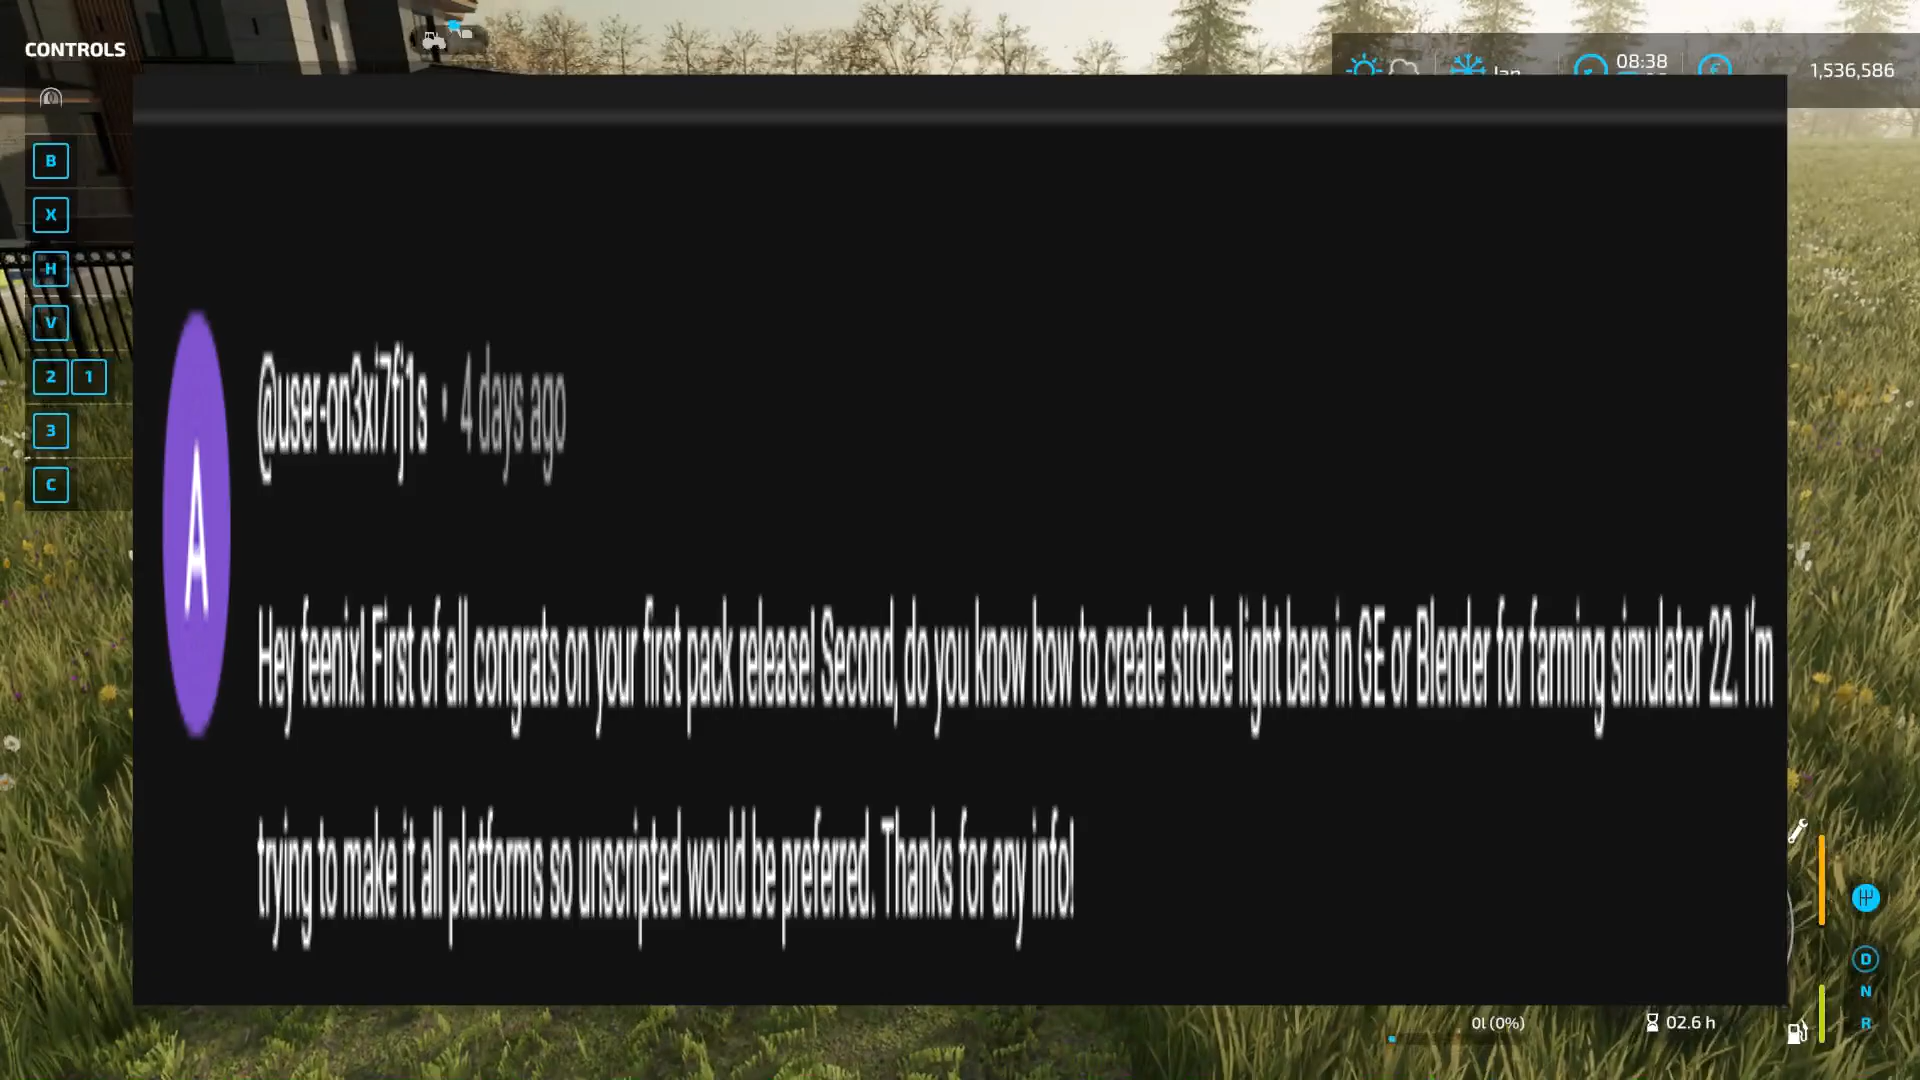 CONTROLS
08:38
Jan
1,536,586
B
X
H
V
2 1
3
C
@user-on3xi7fj1s · 4 days ago
A
Hey feenix! First of all congrats on your first pack release! Second, do you know how to create strobe light bars in GE or Blender for farming simulator 22. I'm
trying to make it all platforms so unscripted would be preferred. Thanks for any info!
D
N
R
0l (0%)
02.6 h